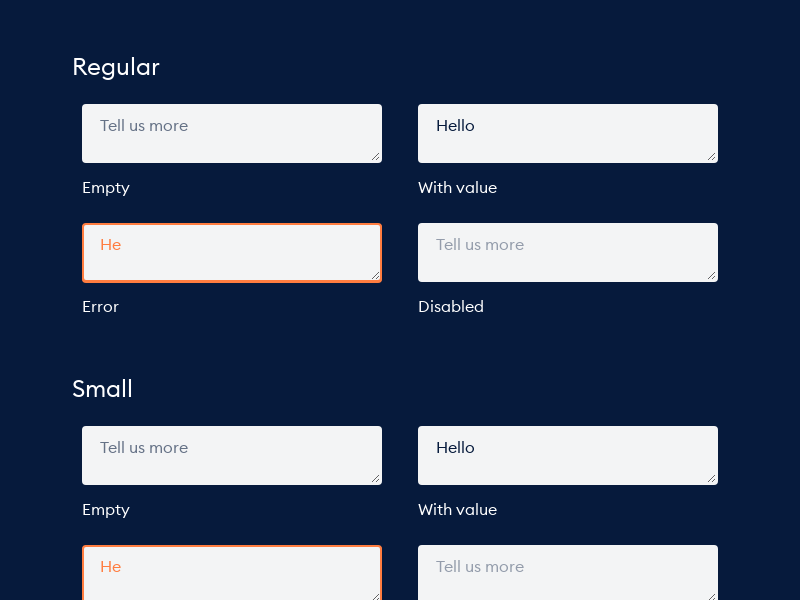 Regular
Tell us more
Hello
Empty
With value
He
Tell us more
Error
Disabled
Small
Tell us more
Hello
Empty
With value
He
Tell us more